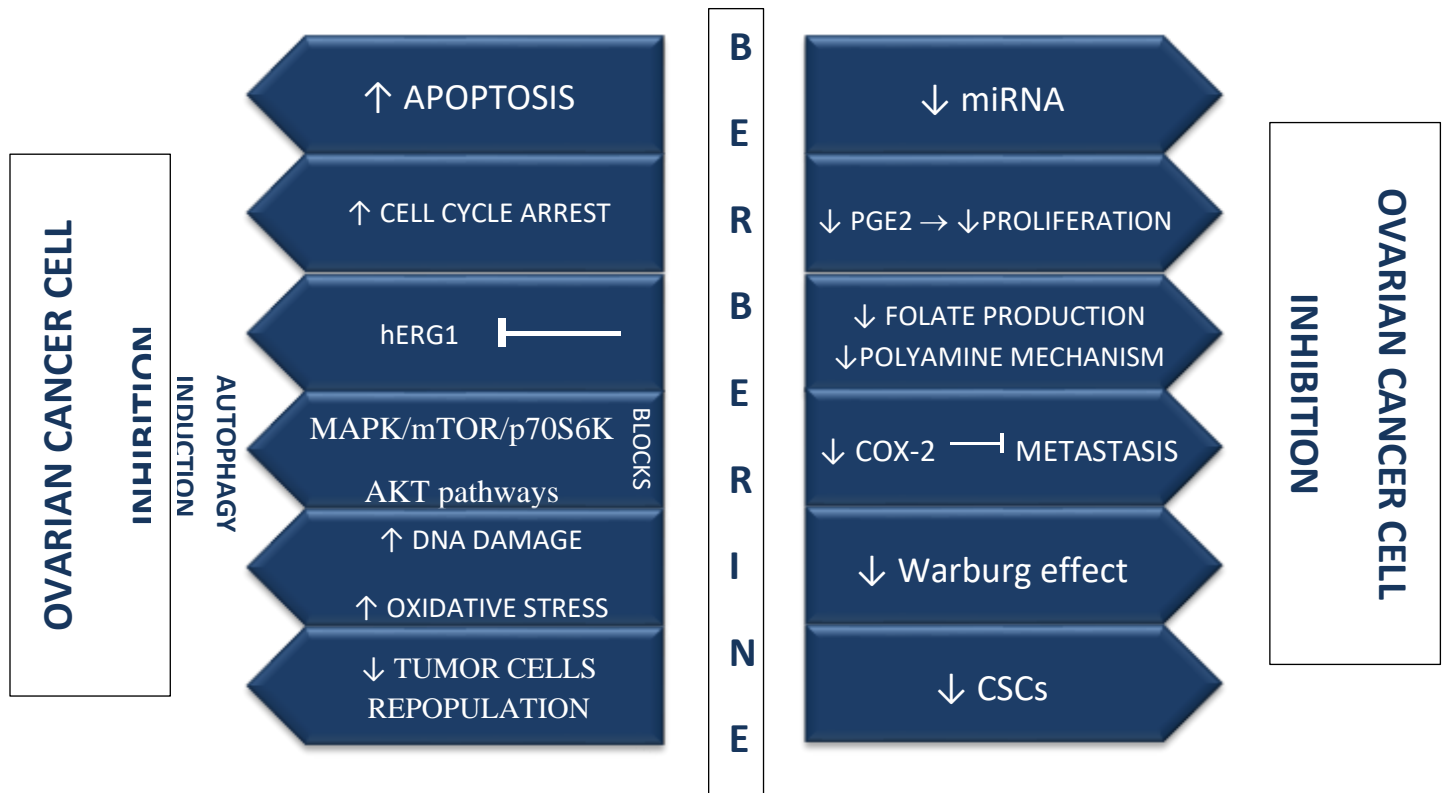 OVARIAN CANCER CELL
INHIBITION
AUTOPHAGY
INDUCTION
↑ APOPTOSIS
↑ CELL CYCLE ARREST
hERG1
MAPK/mTOR/p70S6K
AKT pathways
BLOCKS
↑ DNA DAMAGE
↑ OXIDATIVE STRESS
↓ TUMOR CELLS
REPOPULATION
B
E
R
B
E
R
I
N
E
↓ miRNA
↓ PGE2 → ↓PROLIFERATION
↓ FOLATE PRODUCTION
↓POLYAMINE MECHANISM
↓ COX-2 METASTASIS
↓ Warburg effect
↓ CSCs
OVARIAN CANCER CELL
INHIBITION